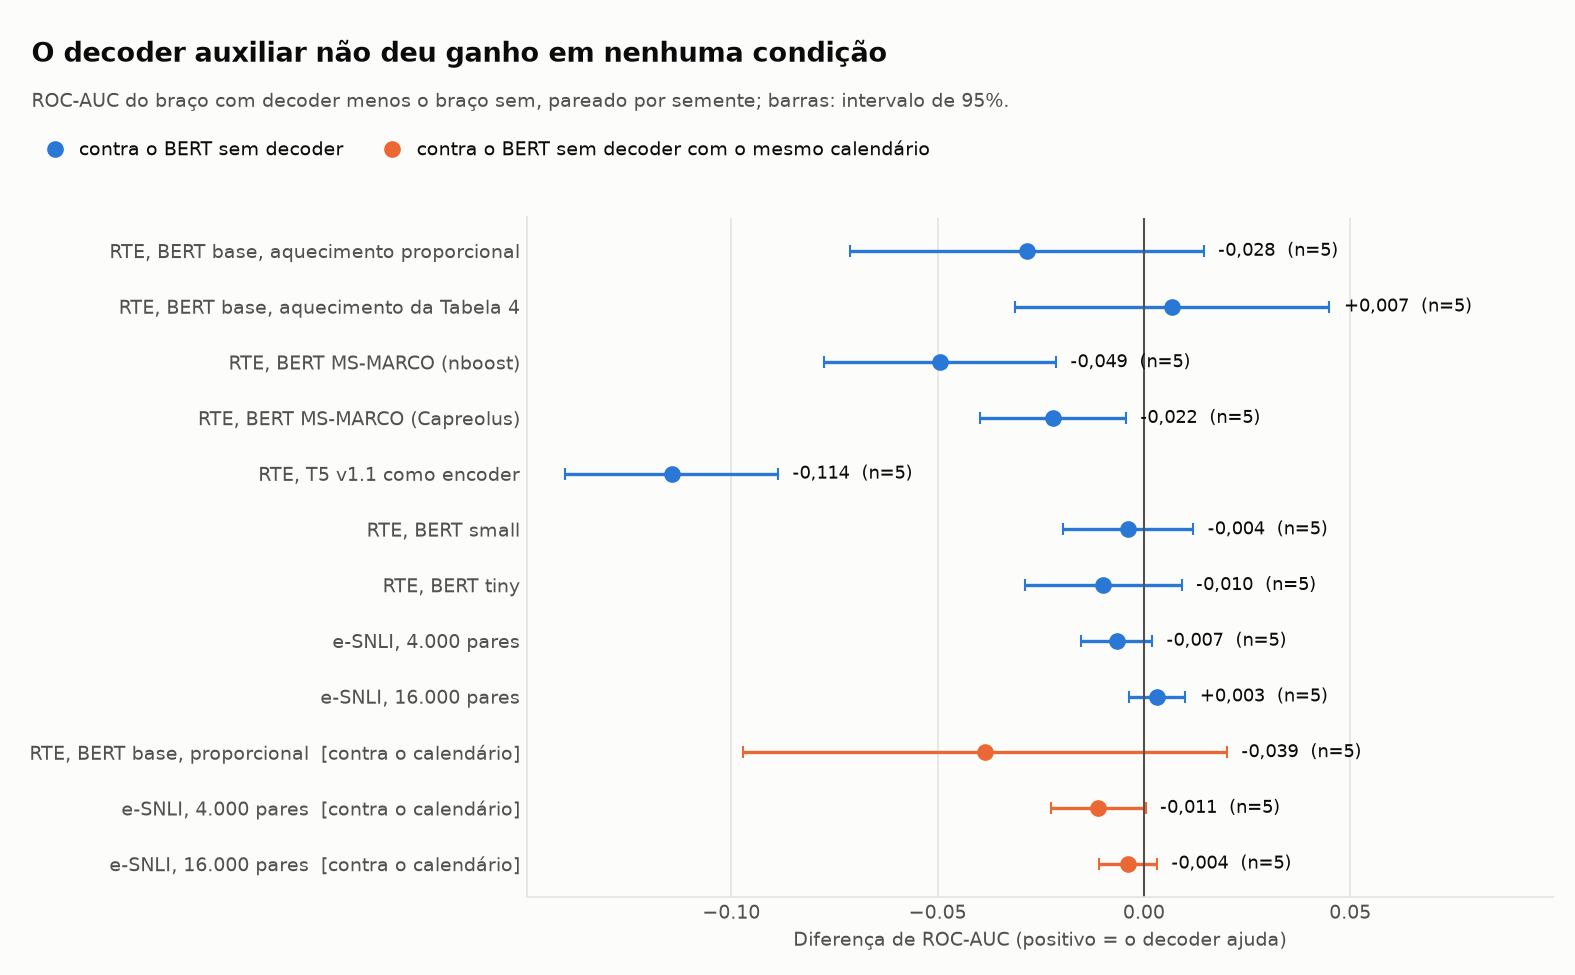 O decoder auxiliar não deu ganho em nenhuma condição
ROC-AUC do braço com decoder menos o braço sem, pareado por semente; barras: intervalo de 95%.
contra o BERT sem decoder
contra o BERT sem decoder com o mesmo calendário
RTE, BERT base, aquecimento proporcional
-0,028 (n=5)
RTE, BERT base, aquecimento da Tabela 4
+0,007 (n=5)
RTE, BERT MS-MARCO (nboost)
-0,049 (n=5)
RTE, BERT MS-MARCO (Capreolus)
-0,022 (n=5)
RTE, T5 v1.1 como encoder
-0,114 (n=5)
RTE, BERT small
-0,004 (n=5)
RTE, BERT tiny
-0,010 (n=5)
e-SNLI, 4.000 pares
-0,007 (n=5)
e-SNLI, 16.000 pares
+0,003 (n=5)
RTE, BERT base, proporcional [contra o calendário]
-0,039 (n=5)
e-SNLI, 4.000 pares [contra o calendário]
-0,011 (n=5)
e-SNLI, 16.000 pares [contra o calendário]
-0,004 (n=5)
−0.10 −0.05 0.00 0.05
Diferença de ROC-AUC (positivo = o decoder ajuda)